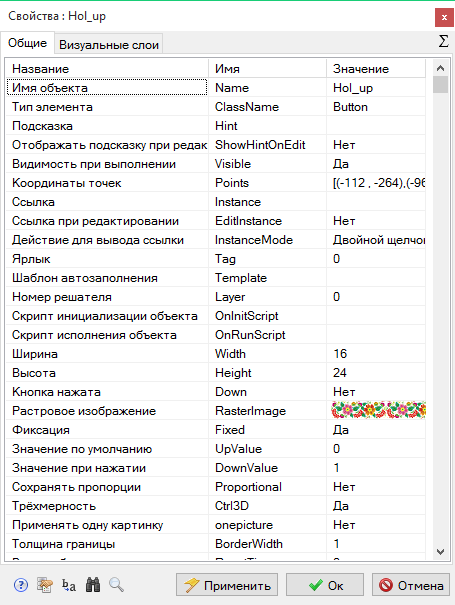 Свойства : Hol_up
x
Общие Визуальные слои Σ
Название Имя Значение
Имя объекта Name Hol_up
Тип элемента ClassName Button
Подсказка Hint
Отображать подсказку при редак ShowHintOnEdit Нет
Видимость при выполнении Visible Да
Координаты точек Points [(-112 , -264),(-96
Ссылка Instance
Ссылка при редактировании EditInstance Нет
Действие для вывода ссылки InstanceMode Двойной щелчо
Ярлык Tag 0
Шаблон автозаполнения Template
Номер решателя Layer 0
Скрипт инициализации объекта OnInitScript
Скрипт исполнения объекта OnRunScript
Ширина Width 16
Высота Height 24
Кнопка нажата Down Нет
Растровое изображение RasterImage
Фиксация Fixed Да
Значение по умолчанию UpValue 0
Значение при нажатии DownValue 1
Сохранять пропорции Proportional Нет
Трёхмерность Ctrl3D Да
Применять одну картинку onepicture Нет
Толщина границы BorderWidth 1
? b a Применить Ок Отмена